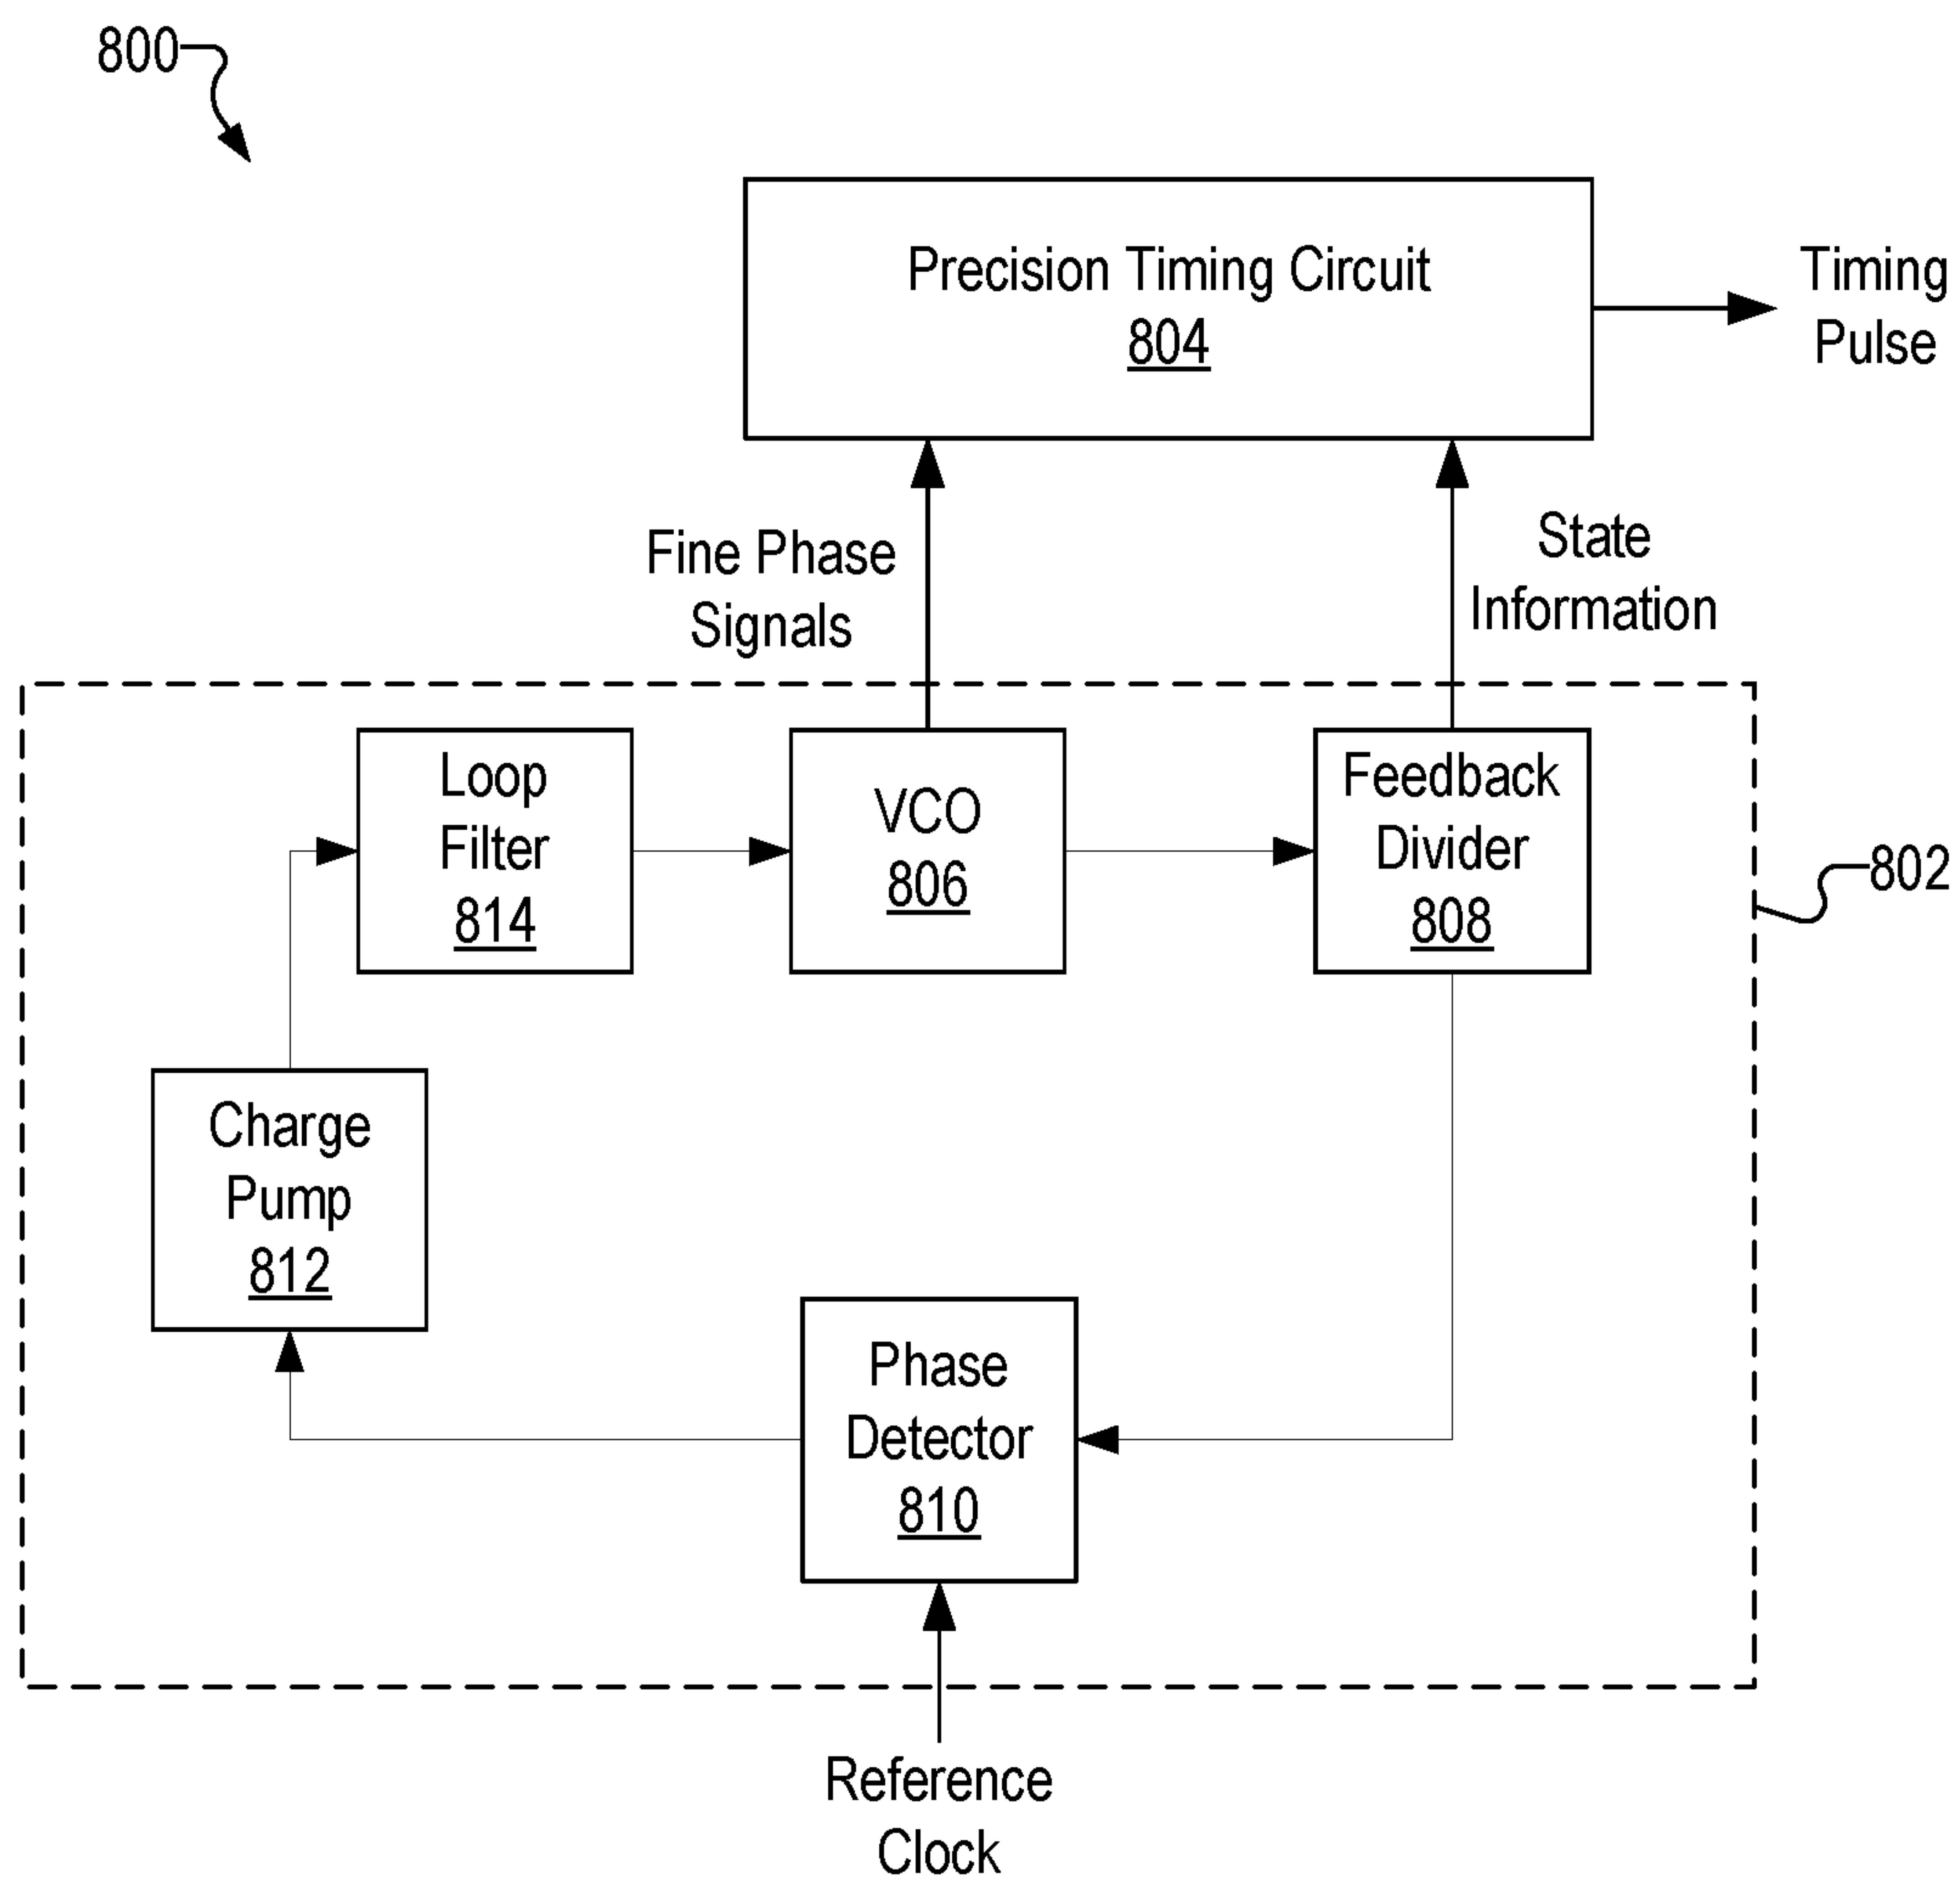 800
Precision Timing Circuit
804
Timing
Pulse
Fine Phase
Signals
State
Information
Loop
Filter
814
VCO
806
Feedback
Divider
808
802
Charge
Pump
812
Phase
Detector
810
Reference
Clock